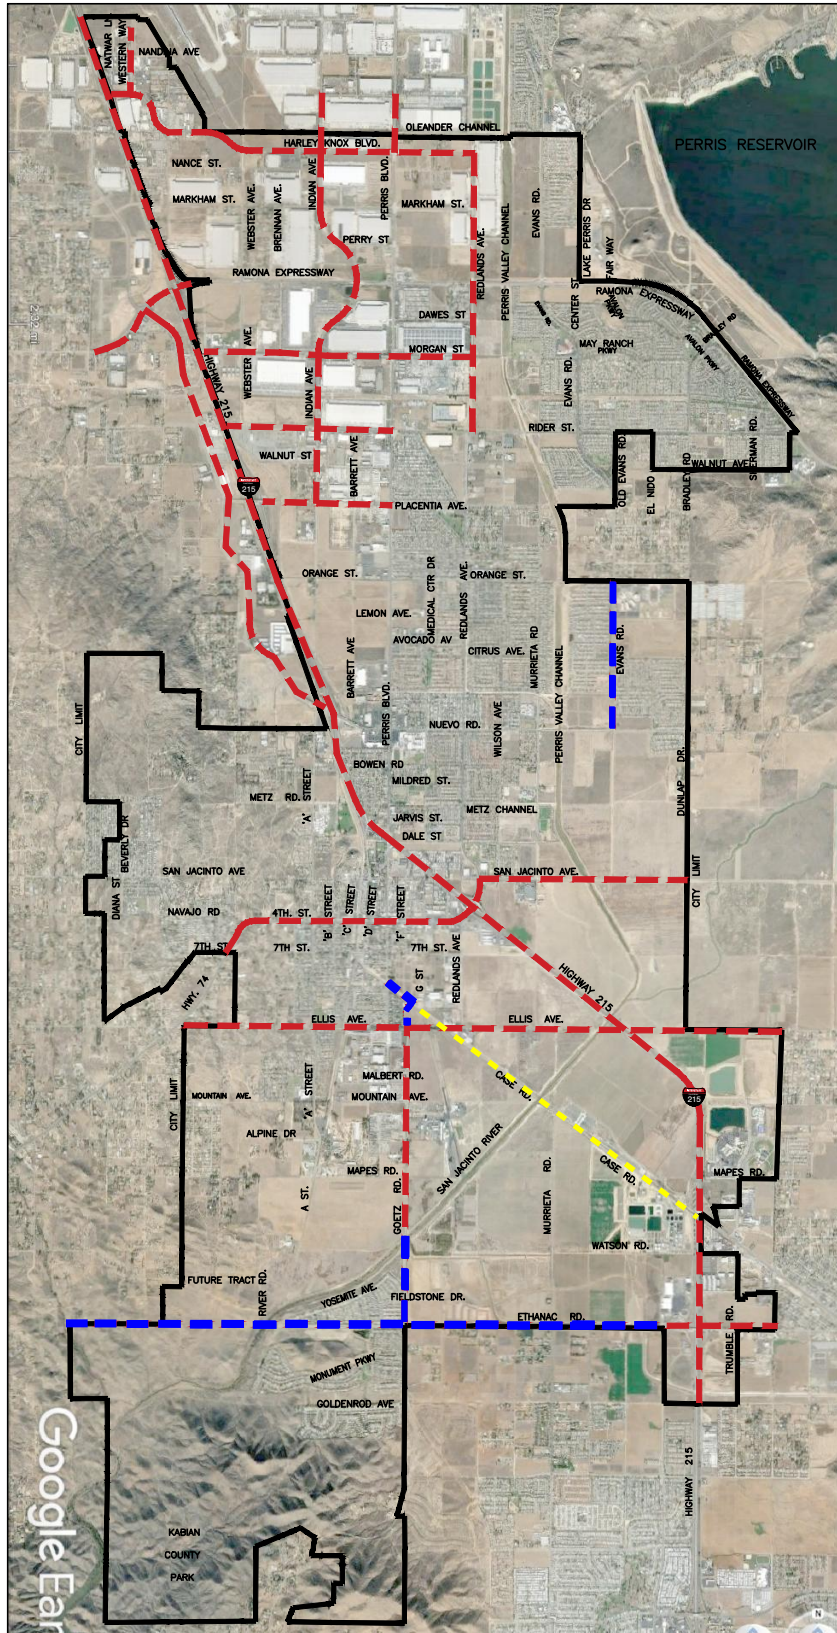 NATWAR LN
WESTERN WAY
NANDINA AVE
OLEANDER CHANNEL
HARLEY KNOX BLVD.
PERRIS RESERVOIR
NANCE ST.
MARKHAM ST.
WEBSTER AVE.
BRENNAN AVE.
INDIAN AVE
PERRIS BLVD.
MARKHAM ST.
REDLANDS AVE.
PERRIS VALLEY CHANNEL
EVANS RD.
LAKE PERRIS DR
FAIR WAY
PERRY ST
RAMONA EXPRESSWAY
CENTER ST
RAMONA EXPRESSWAY
AVALON PKWY
EVANS RD.
BRADLEY RD
AVALON PKWY
RAMONA EXPRESSWAY
DAWES ST
MORGAN ST
MAY RANCH
PKWY
WEBSTER AVE.
HIGHWAY 215
INDIAN AVE
EVANS RD.
RIDER ST.
WALNUT ST
BARRETT AVE
OLD EVANS RD.
EL NIDO
BRADLEY RD
WALNUT AVE
SHERMAN RD.
215
PLACENTIA AVE.
ORANGE ST.
MEDICAL CTR DR
REDLANDS AVE.
ORANGE ST.
LEMON AVE.
AVOCADO AV
CITRUS AVE.
MURRIETA RD
EVANS RD.
BARRETT AVE
PERRIS BLVD.
PERRIS VALLEY CHANNEL
CITY LIMIT
NUEVO RD.
WILSON AVE
BOWEN RD
MILDRED ST.
DUNLAP DR.
METZ RD.
'A' STREET
METZ CHANNEL
JARVIS ST.
DALE ST
BEVERLY DR
SAN JACINTO AVE
SAN JACINTO AVE.
CITY LIMIT
DIANA ST
NAVAJO RD
4TH. ST.
'B' STREET
'C' STREET
'D' STREET
'F' STREET
7TH. ST
7TH ST.
7TH ST.
REDLANDS AVE
HWY. 74
G ST
HIGHWAY 215
ELLIS AVE.
ELLIS AVE.
CITY LIMIT
MOUNTAIN AVE.
'A' STREET
MALBERT RD.
MOUNTAIN AVE.
CASE RD.
215
ALPINE DR
SAN JACINTO RIVER
MAPES RD.
A ST.
GOETZ RD.
MURRIETA RD.
CASE RD.
MAPES RD.
WATSON RD.
FUTURE TRACT
RIVER RD.
YOSEMITE AVE.
FIELDSTONE DR.
ETHANAC RD.
TRUMBLE RD.
MONUMENT PKWY
GOLDENROD AVE
Google Ear
HIGHWAY 215
KABIAN
COUNTY
PARK
N